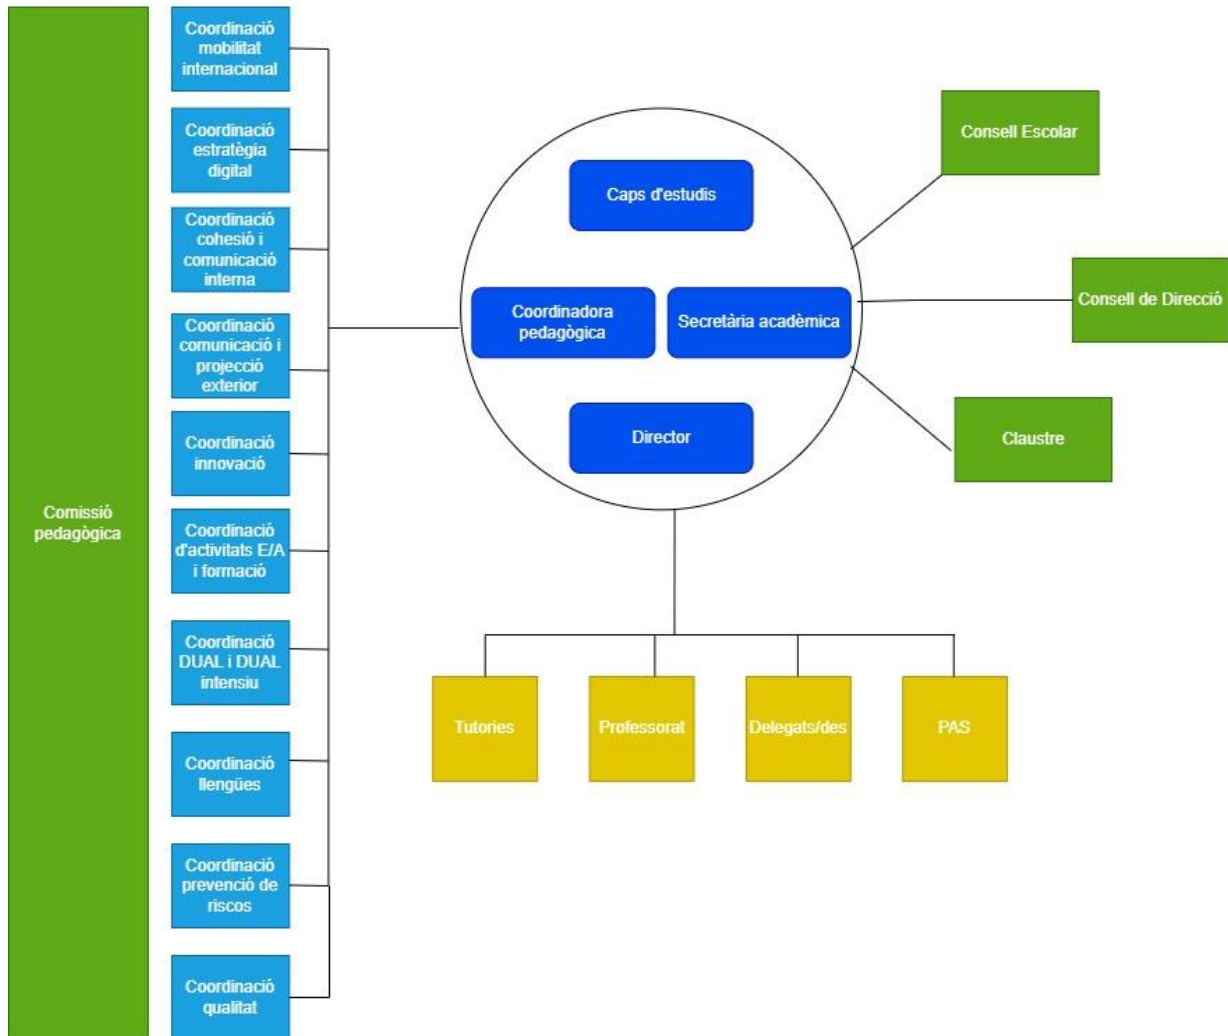 Comissió
pedagògica
Coordinació
mobilitat
internacional
Coordinació
estratègia
digital
Coordinació
cohesió i
comunicació
interna
Coordinació
comunicació i
projecció
exterior
Coordinació
innovació
Coordinació
d'activitats E/A
i formació
Coordinació
DUAL i DUAL
intensiu
Coordinació
llengües
Coordinació
prevenció de
riscos
Coordinació
qualitat
Caps d'estudis
Coordinadora
pedagògica
Secretària acadèmica
Director
Consell Escolar
Consell de Direcció
Claustre
Tutories
Professorat
Delegats/des
PAS